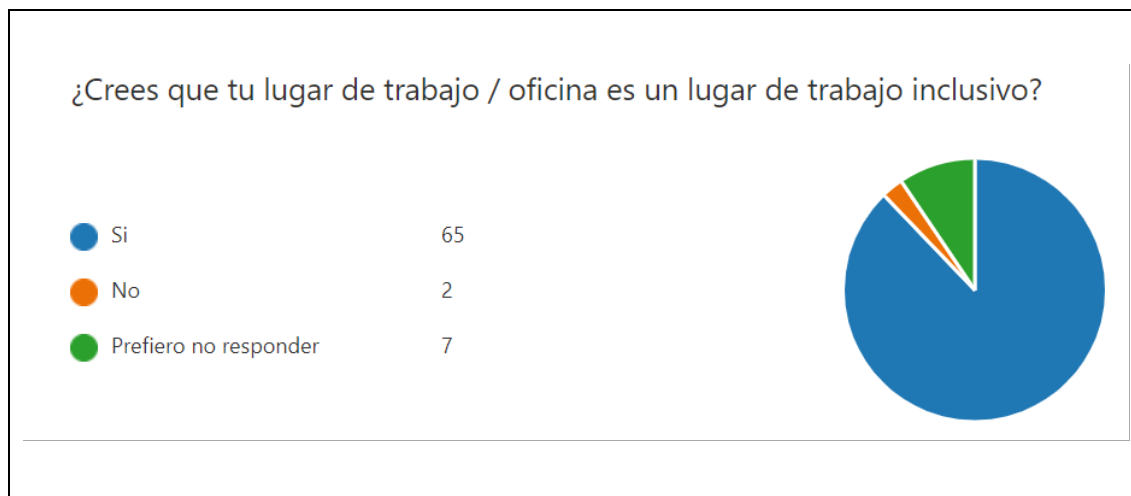 ¿Crees que tu lugar de trabajo / oficina es un lugar de trabajo inclusivo?
Si 65
No 2
Prefiero no responder 7